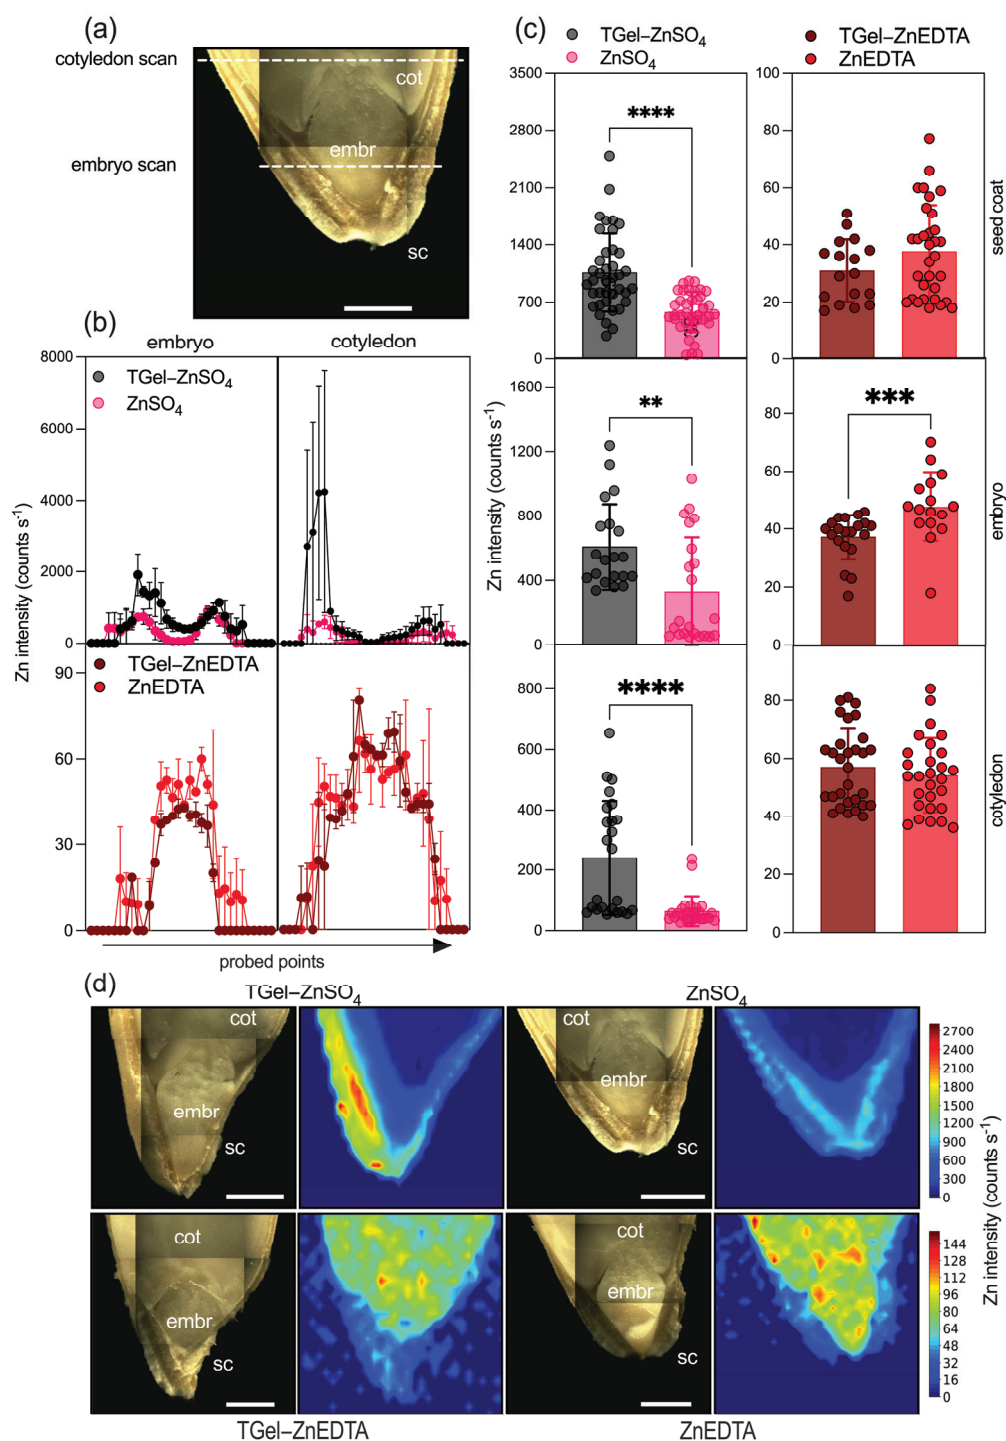 (a)
cotyledon scan
cot
embr
embryo scan
sc
(b)
embryo
cotyledon
8000
6000
4000
2000
0
TGel–ZnSO4
ZnSO4
Zn intensity (counts s-1)
TGel–ZnEDTA
ZnEDTA
90
60
30
0
probed points
(c)
TGel–ZnSO4
ZnSO4
TGel–ZnEDTA
ZnEDTA
3500
2800
2100
1400
700
0
****
100
80
60
40
20
0
seed coat
1600
1200
800
400
0
**
Zn intensity (counts s-1)
80
60
40
20
0
***
embryo
800
600
400
200
0
****
80
60
40
20
0
cotyledon
(d)
TGel–ZnSO4
ZnSO4
cot
embr
sc
cot
embr
sc
2700
2400
2100
1800
1500
1200
900
600
300
0
cot
embr
sc
cot
embr
sc
144
128
112
96
80
64
48
32
16
0
Zn intensity (counts s-1)
TGel–ZnEDTA
ZnEDTA